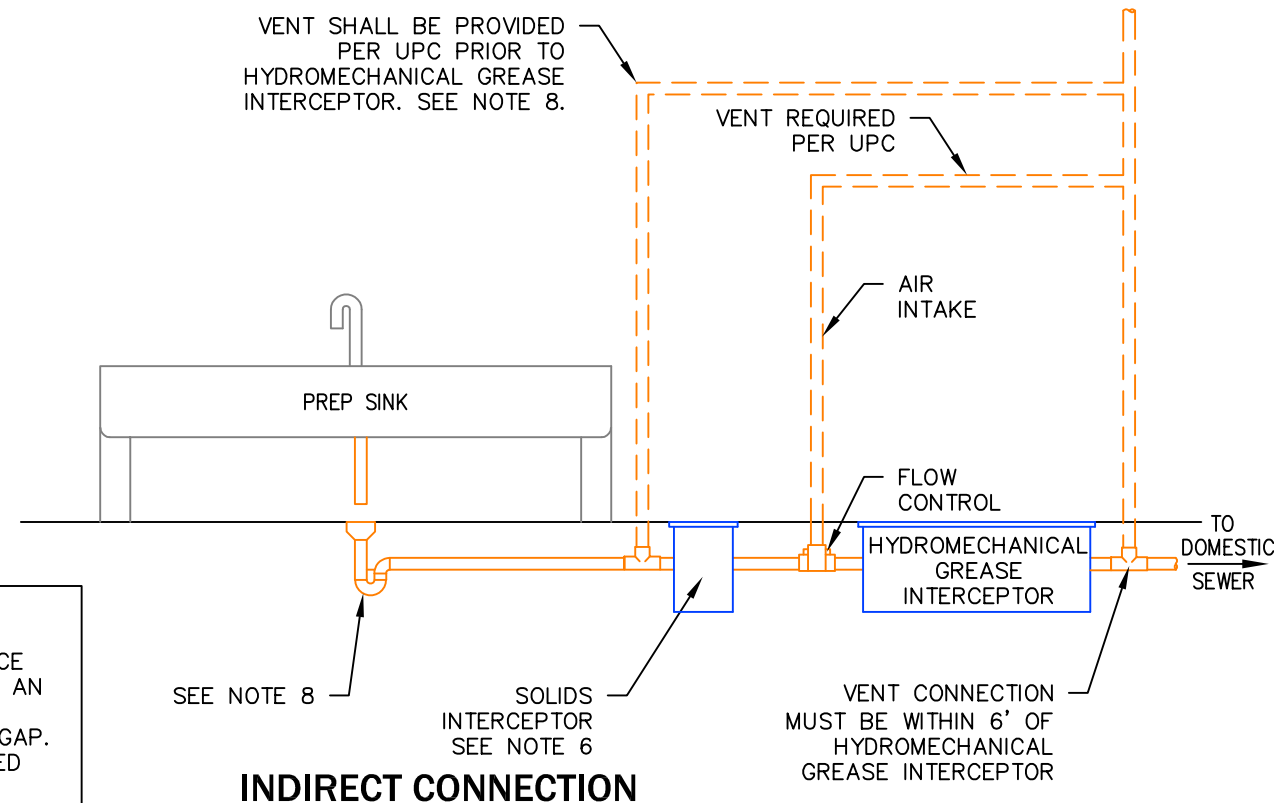 VENT SHALL BE PROVIDED
PER UPC PRIOR TO
HYDROMECHANICAL GREASE
INTERCEPTOR. SEE NOTE 8.
VENT REQUIRED
PER UPC
AIR
INTAKE
PREP SINK
FLOW
CONTROL
HYDROMECHANICAL
GREASE
INTERCEPTOR
TO
DOMESTIC
SEWER
CE
AN
GAP.
ED
SEE NOTE 8
SOLIDS
INTERCEPTOR
SEE NOTE 6
VENT CONNECTION
MUST BE WITHIN 6' OF
HYDROMECHANICAL
GREASE INTERCEPTOR
INDIRECT CONNECTION